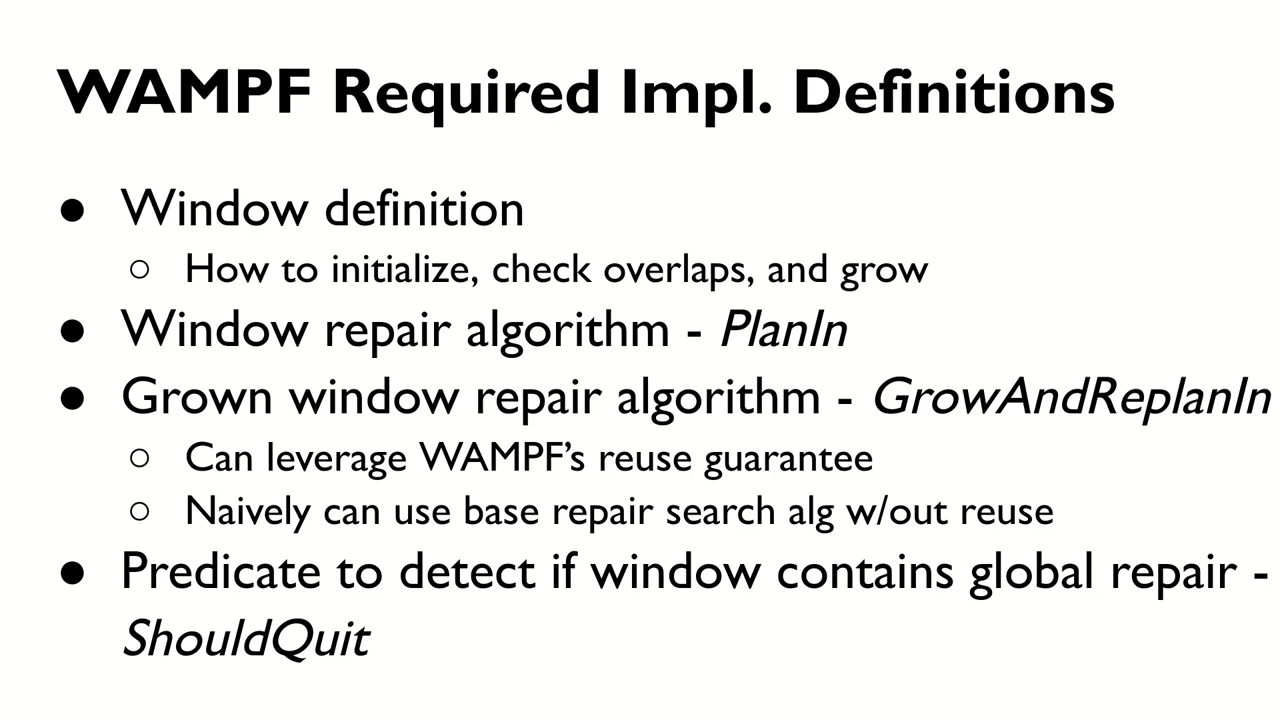 WAMPF Required Impl. Definitions
● Window definition
○ How to initialize, check overlaps, and grow
● Window repair algorithm - PlanIn
● Grown window repair algorithm - GrowAndReplanIn
○ Can leverage WAMPF’s reuse guarantee
○ Naively can use base repair search alg w/out reuse
● Predicate to detect if window contains global repair -
ShouldQuit